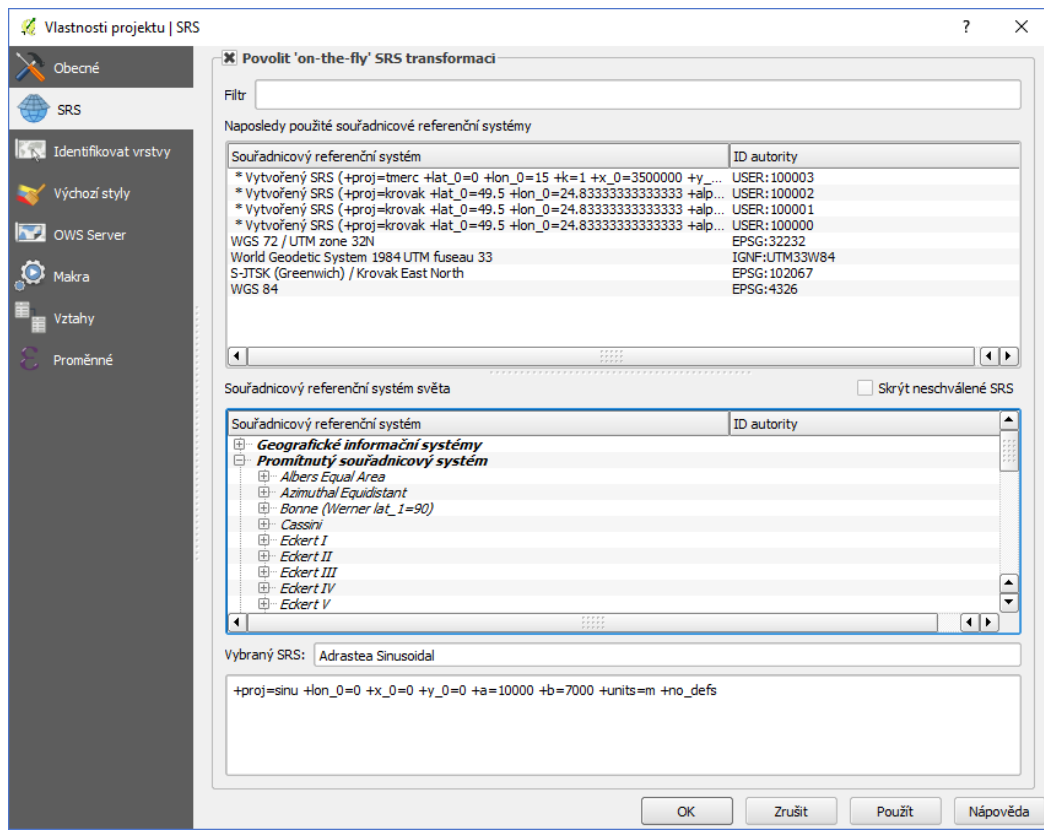 Vlastnosti projektu | SRS
?
Obecné
SRS
Identifikovat vrstvy
Výchozí styly
OWS Server
Makra
Vztahy
Proměnné
Povolit 'on-the-fly' SRS transformaci
Filtr
Naposledy použité souřadnicové referenční systémy
Souřadnicový referenční systém ID autority
* Vytvořený SRS (+proj=tmerc +lat_0=0 +lon_0=15 +k=1 +x_0=3500000 +y_... USER:100003
* Vytvořený SRS (+proj=krovak +lat_0=49.5 +lon_0=24.83333333333333 +alp... USER:100002
* Vytvořený SRS (+proj=krovak +lat_0=49.5 +lon_0=24.83333333333333 +alp... USER:100001
* Vytvořený SRS (+proj=krovak +lat_0=49.5 +lon_0=24.83333333333333 +alp... USER:100000
WGS 72 / UTM zone 32N EPSG:32232
World Geodetic System 1984 UTM fuseau 33 IGNF:UTM33W84
S-JTSK (Greenwich) / Krovak East North EPSG:102067
WGS 84 EPSG:4326
Souřadnicový referenční systém světa Skrýt neschválené SRS
Souřadnicový referenční systém ID autority
Geografické informační systémy
Promítnutý souřadnicový systém
Albers Equal Area
Azimuthal Equidistant
Bonne (Werner lat_1=90)
Cassini
Eckert I
Eckert II
Eckert III
Eckert IV
Eckert V
Vybraný SRS: Adrastea Sinusoidal
+proj=sinu +lon_0=0 +x_0=0 +y_0=0 +a=10000 +b=7000 +units=m +no_defs
OK Zrušit Použít Nápověda